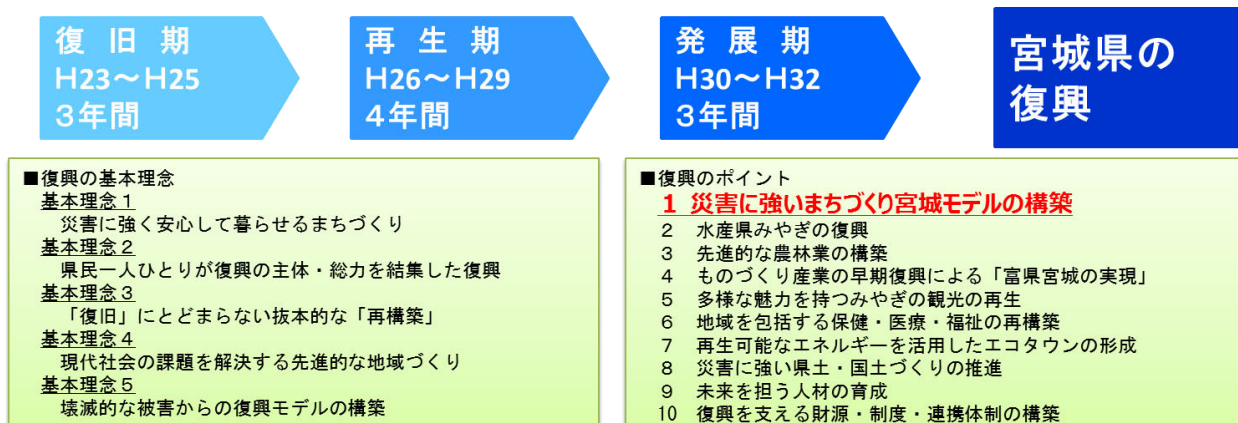 復旧期
H23～H25
３年間
再生期
H26～H29
４年間
発展期
H30～H32
３年間
宮城県の
復興
■復興の基本理念
基本理念１
災害に強く安心して暮らせるまちづくり
基本理念２
県民一人ひとりが復興の主体・総力を結集した復興
基本理念３
「復旧」にとどまらない抜本的な「再構築」
基本理念４
現代社会の課題を解決する先進的な地域づくり
基本理念５
壊滅的な被害からの復興モデルの構築
■復興のポイント
1 災害に強いまちづくり宮城モデルの構築
２ 水産県みやぎの復興
３ 先進的な農林業の構築
４ ものづくり産業の早期復興による「富県宮城の実現」
５ 多様な魅力を持つみやぎの観光の再生
６ 地域を包括する保健・医療・福祉の再構築
７ 再生可能なエネルギーを活用したエコタウンの形成
８ 災害に強い県土・国土づくりの推進
９ 未来を担う人材の育成
10 復興を支える財源・制度・連携体制の構築